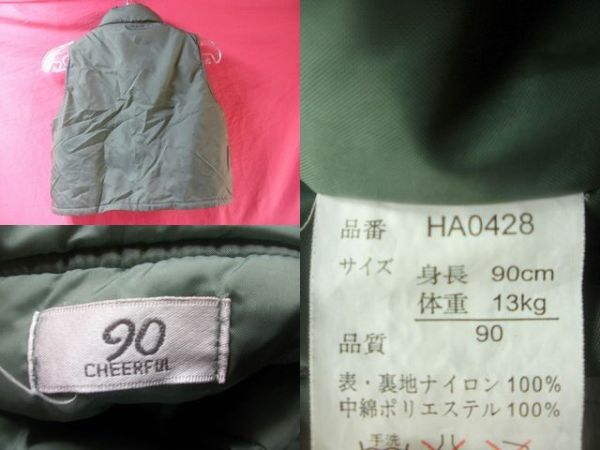 90
CHEERFUL
品番 HA0428
サイズ 身長 90cm
体重 13kg
品質 90
表・裏地ナイロン100%
中綿ポリエステル100%
手洗